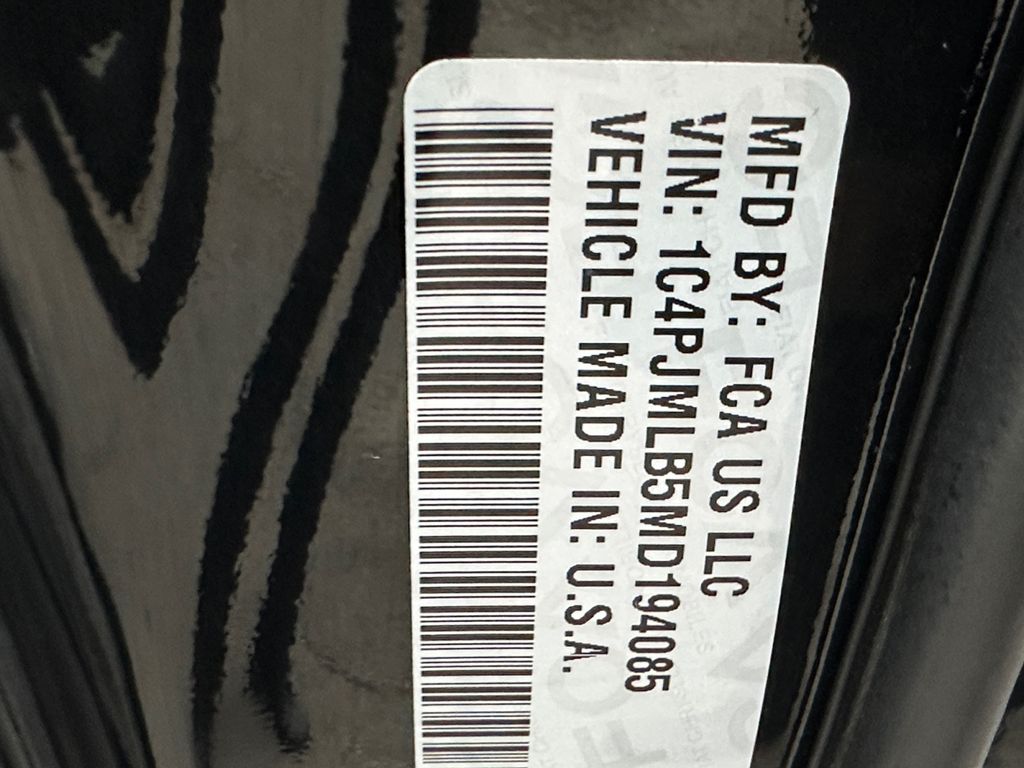 MFD BY: FCA US LLC
VIN: 1C4PJMLB5MD194085
VEHICLE MADE IN: U.S.A.